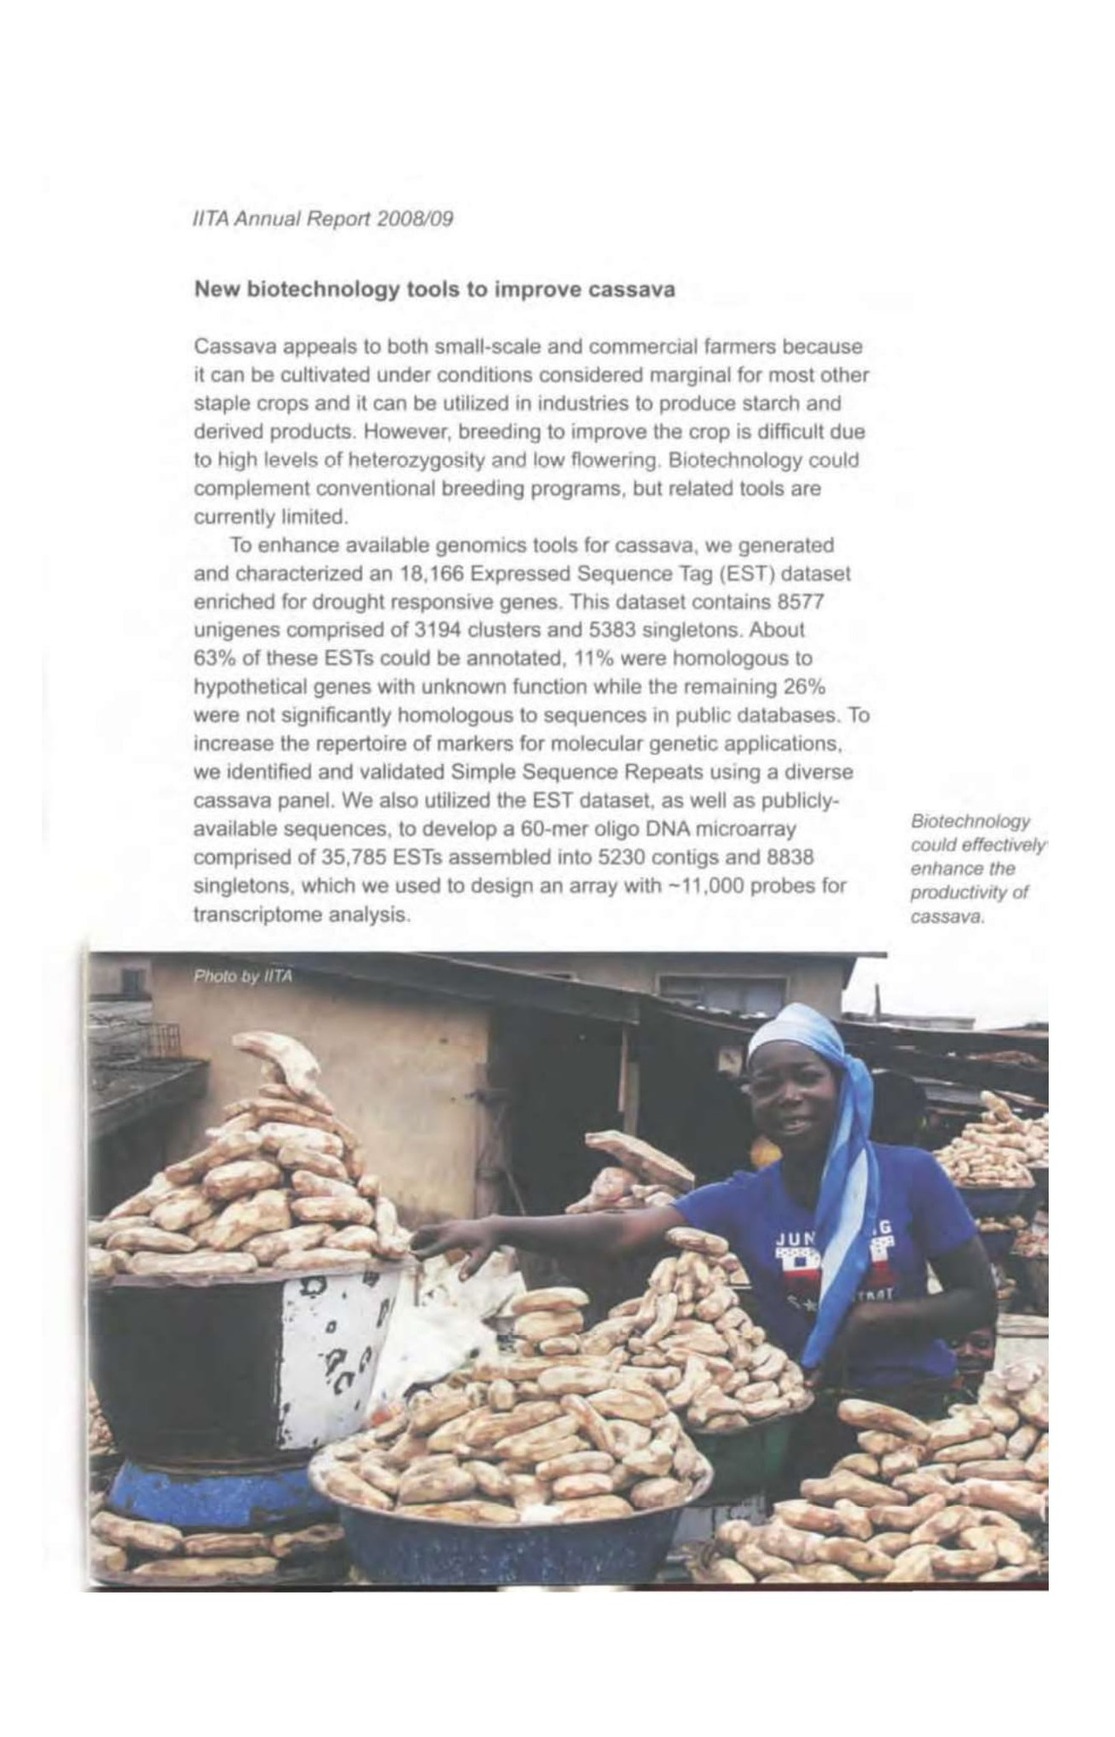 IITA Annual Report 2008/09
New biotechnology tools to improve cassava
Cassava appeals to both small-scale and commercial farmers because
it can be cultivated under conditions considered marginal for most other
staple crops and it can be utilized in industries to produce starch and
derived products. However, breeding to improve the crop is difficult due
to high levels of heterozygosity and low flowering. Biotechnology could
complement conventional breeding programs, but related tools are
currently limited.
To enhance available genomics tools for cassava, we generated
and characterized an 18,166 Expressed Sequence Tag (EST) dataset
enriched for drought responsive genes. This dataset contains 8577
unigenes comprised of 3194 clusters and 5383 singletons. About
63% of these ESTs could be annotated, 11% were homologous to
hypothetical genes with unknown function while the remaining 26%
were not significantly homologous to sequences in public databases. To
increase the repertoire of markers for molecular genetic applications,
we identified and validated Simple Sequence Repeats using a diverse
cassava panel. We also utilized the EST dataset, as well as publicly-
available sequences, to develop a 60-mer oligo DNA microarray
comprised of 35,785 ESTs assembled into 5230 contigs and 8838
singletons, which we used to design an array with ~11,000 probes for
transcriptome analysis.
Biotechnology
could effectively
enhance the
productivity of
cassava.
Photo by IITA